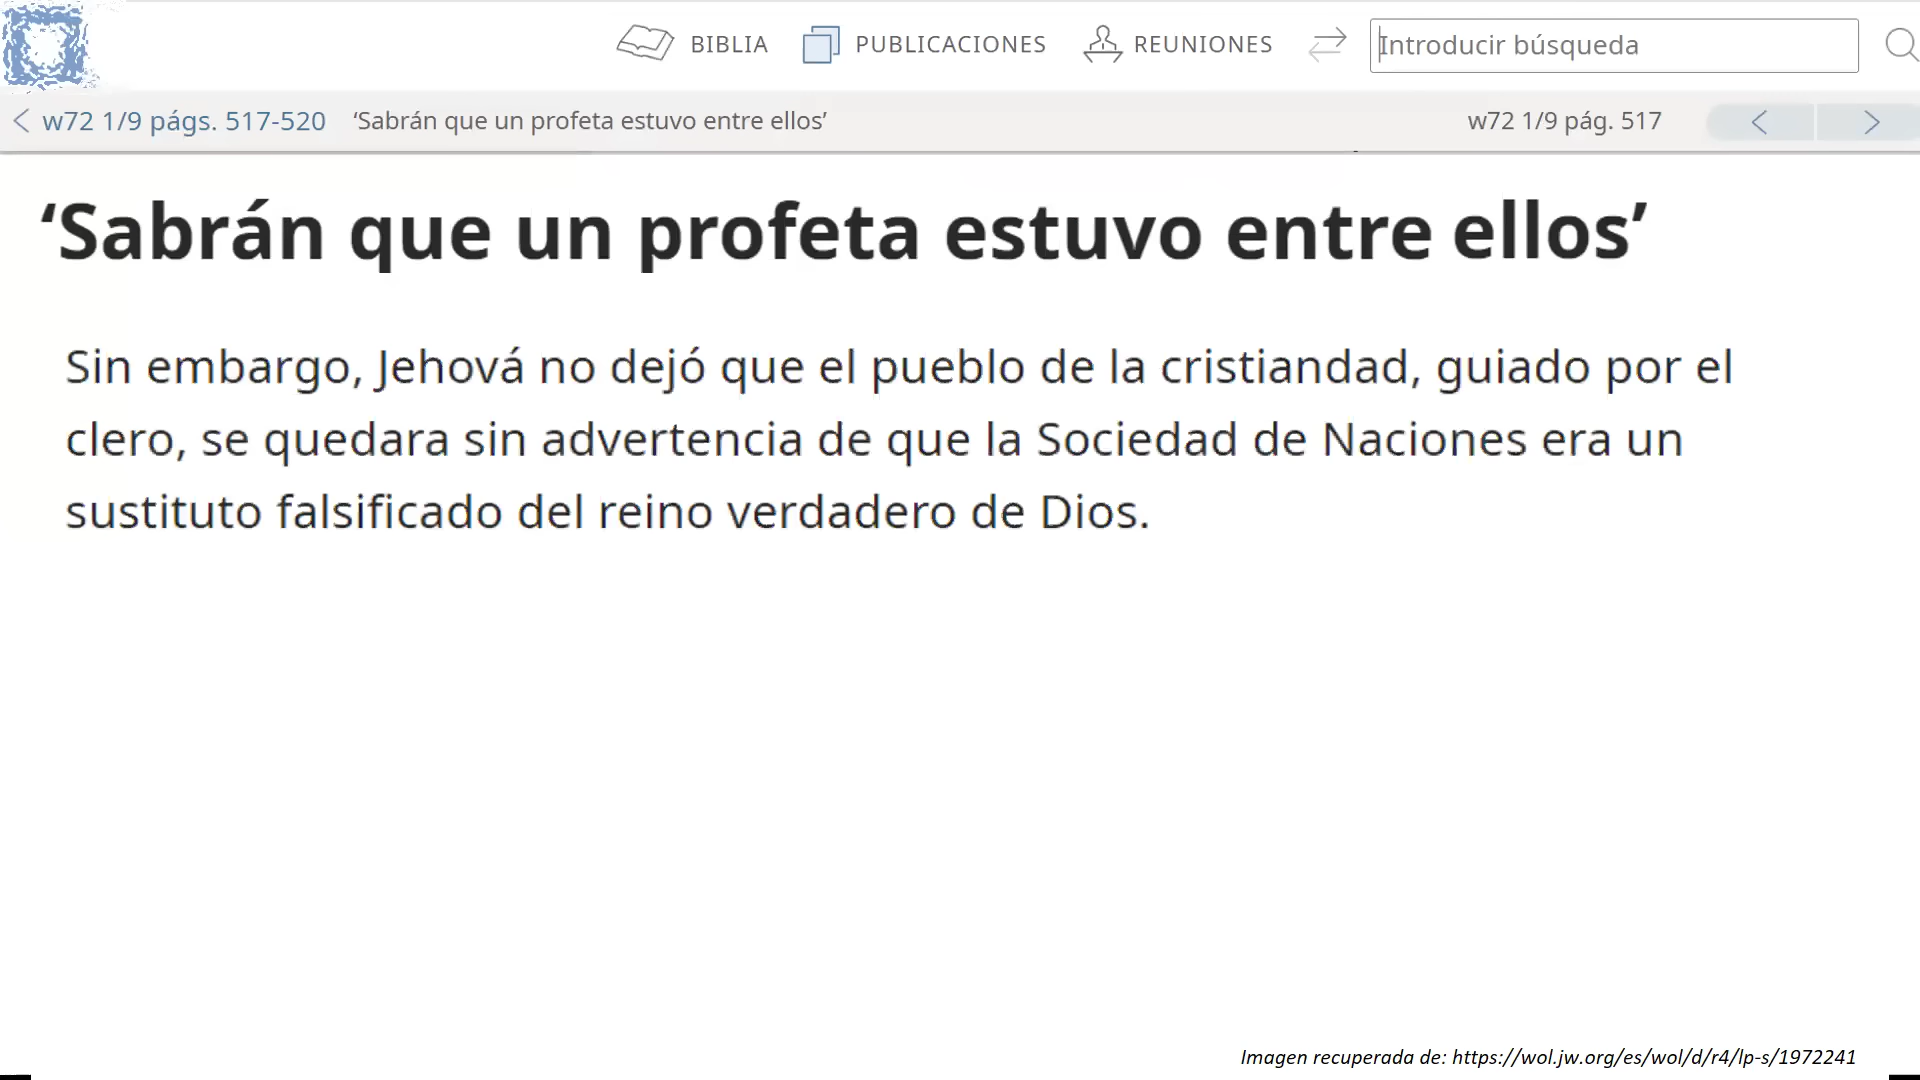 BIBLIA PUBLICACIONES REUNIONES Introducir búsqueda
w72 1/9 págs. 517-520 ‘Sabrán que un profeta estuvo entre ellos’ w72 1/9 pág. 517
‘Sabrán que un profeta estuvo entre ellos’
Sin embargo, Jehová no dejó que el pueblo de la cristiandad, guiado por el
clero, se quedara sin advertencia de que la Sociedad de Naciones era un
sustituto falsificado del reino verdadero de Dios.
Imagen recuperada de: https://wol.jw.org/es/wol/d/r4/lp-s/1972241